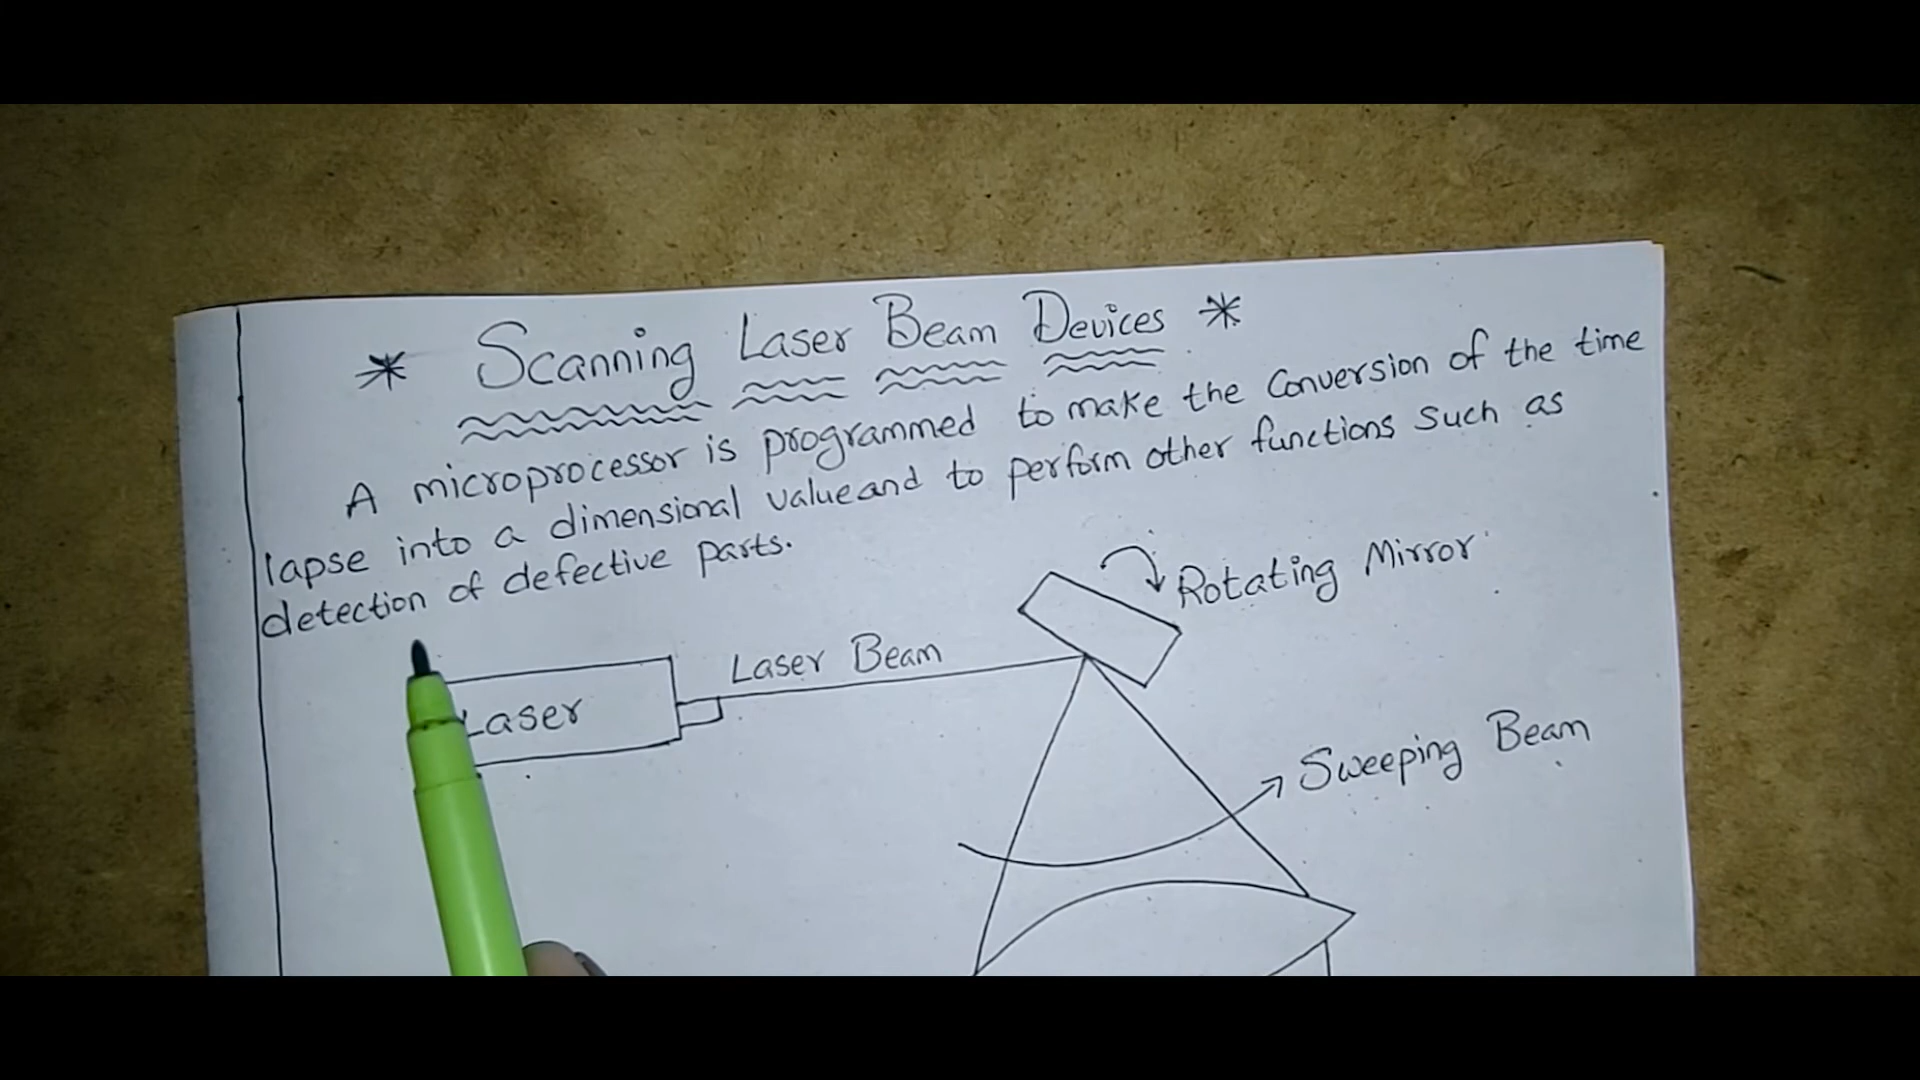 * Scanning Laser Beam Devices *
A microprocessor is programmed to make the Conversion of the time
lapse into a dimensional value and to perform other functions such as
detection of defective parts.
Rotating Mirror
Laser Beam
Laser
Sweeping Beam